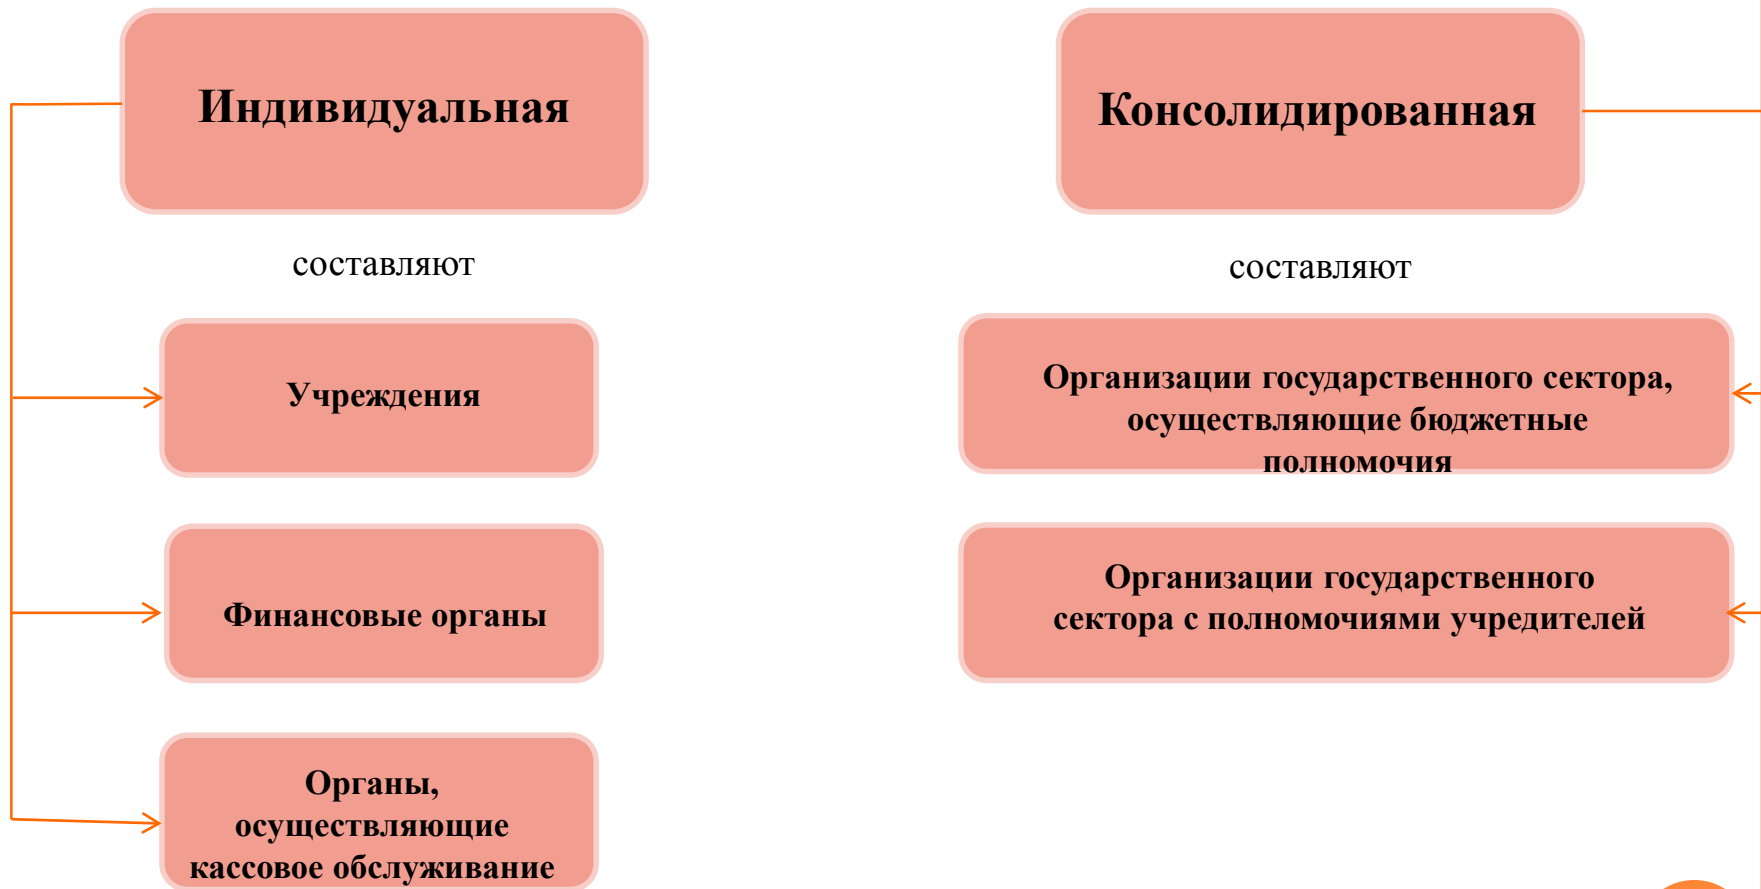 Индивидуальная
составляют
Учреждения
Финансовые органы
Органы,
осуществляющие
кассовое обслуживание
Консолидированная
составляют
Организации государственного сектора,
осуществляющие бюджетные
полномочия
Организации государственного
сектора с полномочиями учредителей